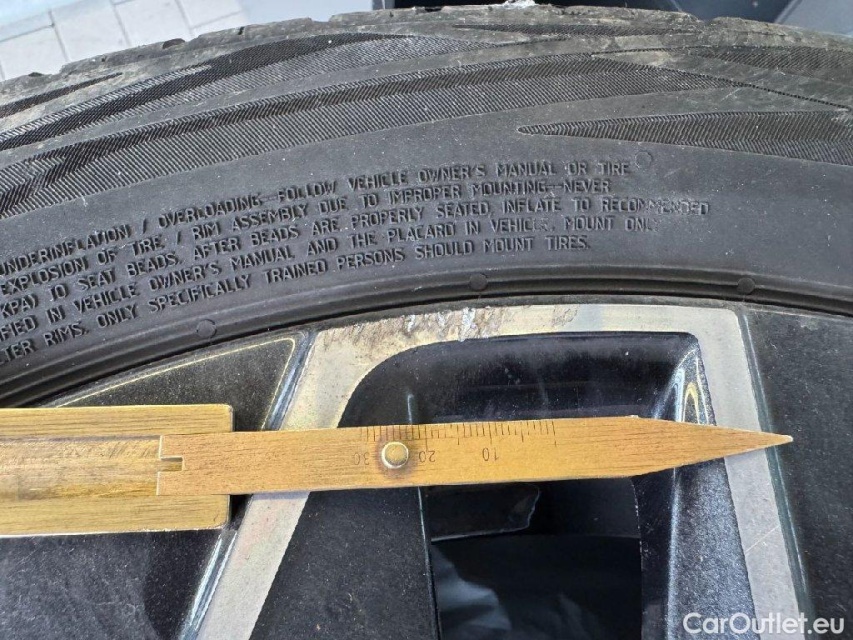 UNDERINFLATION / OVERLOADING-FOLLOW VEHICLE OWNER'S MANUAL OR TIRE
EXPLOSION OF TIRE / RIM ASSEMBLY DUE TO IMPROPER MOUNTING-NEVER
KPA) TO SEAT BEADS. AFTER BEADS ARE PROPERLY SEATED, INFLATE TO RECOMMENDED
FIED IN VEHICLE OWNER'S MANUAL AND THE PLACARD IN VEHICLE. MOUNT ONL
TER RIMS. ONLY SPECIFICALLY TRAINED PERSONS SHOULD MOUNT TIRES.
30 20 10
CarOutlet.eu